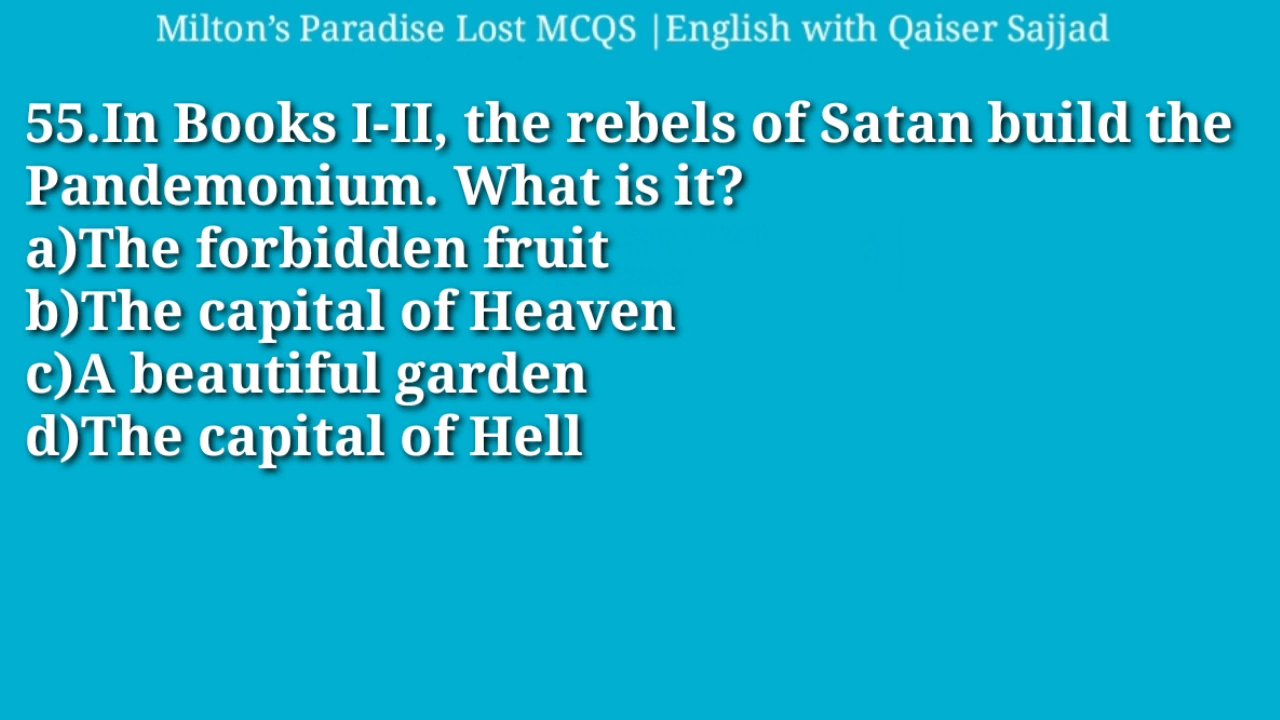 Milton’s Paradise Lost MCQS |English with Qaiser Sajjad
55.In Books I-II, the rebels of Satan build the
Pandemonium. What is it?
a)The forbidden fruit
b)The capital of Heaven
c)A beautiful garden
d)The capital of Hell